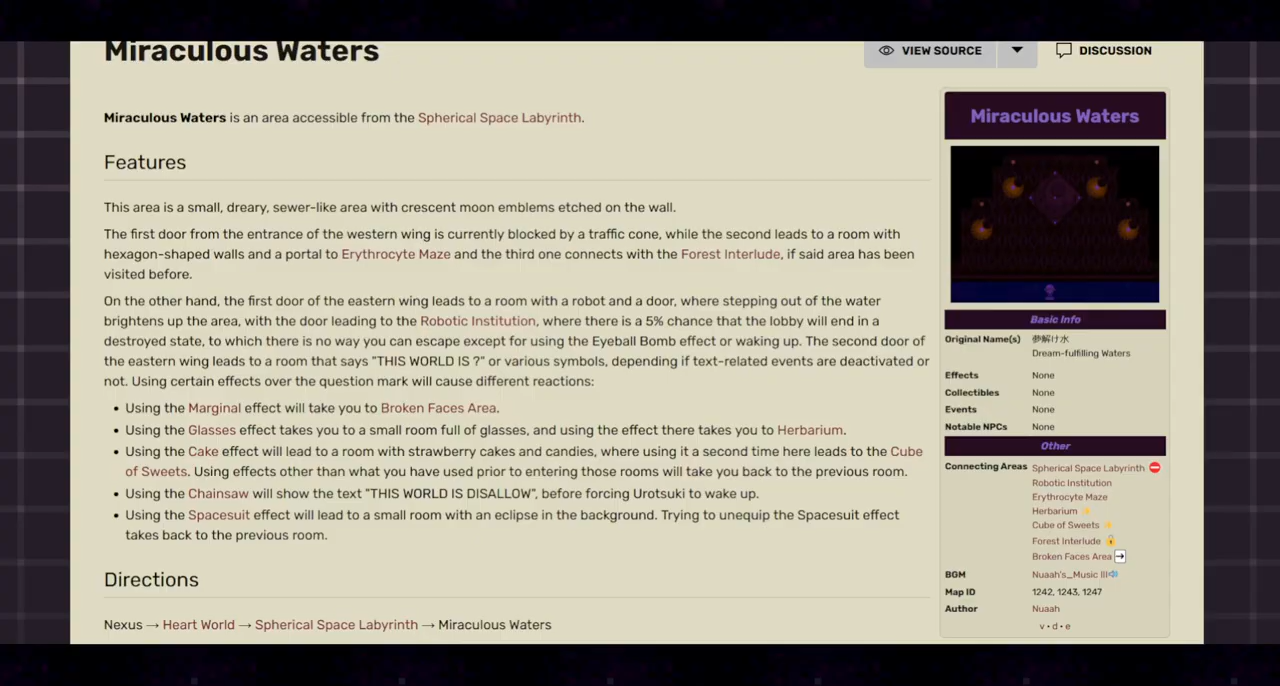 Miraculous Waters
VIEW SOURCE
DISCUSSION
Miraculous Waters is an area accessible from the Spherical Space Labyrinth.
Features
This area is a small, dreary, sewer-like area with crescent moon emblems etched on the wall.
The first door from the entrance of the western wing is currently blocked by a traffic cone, while the second leads to a room with
hexagon-shaped walls and a portal to Erythrocyte Maze and the third one connects with the Forest Interlude, if said area has been
visited before.
On the other hand, the first door of the eastern wing leads to a room with a robot and a door, where stepping out of the water
brightens up the area, with the door leading to the Robotic Institution, where there is a 5% chance that the lobby will end in a
destroyed state, to which there is no way you can escape except for using the Eyeball Bomb effect or waking up. The second door of
the eastern wing leads to a room that says "THIS WORLD IS ?" or various symbols, depending if text-related events are deactivated or
not. Using certain effects over the question mark will cause different reactions:
• Using the Marginal effect will take you to Broken Faces Area.
• Using the Glasses effect takes you to a small room full of glasses, and using the effect there takes you to Herbarium.
• Using the Cake effect will lead to a room with strawberry cakes and candies, where using it a second time here leads to the Cube
of Sweets. Using effects other than what you have used prior to entering those rooms will take you back to the previous room.
• Using the Chainsaw will show the text "THIS WORLD IS DISALLOW", before forcing Urotsuki to wake up.
• Using the Spacesuit effect will lead to a small room with an eclipse in the background. Trying to unequip the Spacesuit effect
takes back to the previous room.
Directions
Nexus → Heart World → Spherical Space Labyrinth → Miraculous Waters
Miraculous Waters
Basic Info
Original Name(s) 夢解け水
Dream-fulfilling Waters
Effects None
Collectibles None
Events None
Notable NPCs None
Other
Connecting Areas Spherical Space Labyrinth
Robotic Institution
Erythrocyte Maze
Herbarium
Cube of Sweets
Forest Interlude
Broken Faces Area
BGM Nuaah's_Music III
Map ID 1242, 1243, 1247
Author Nuaah
v • d • e